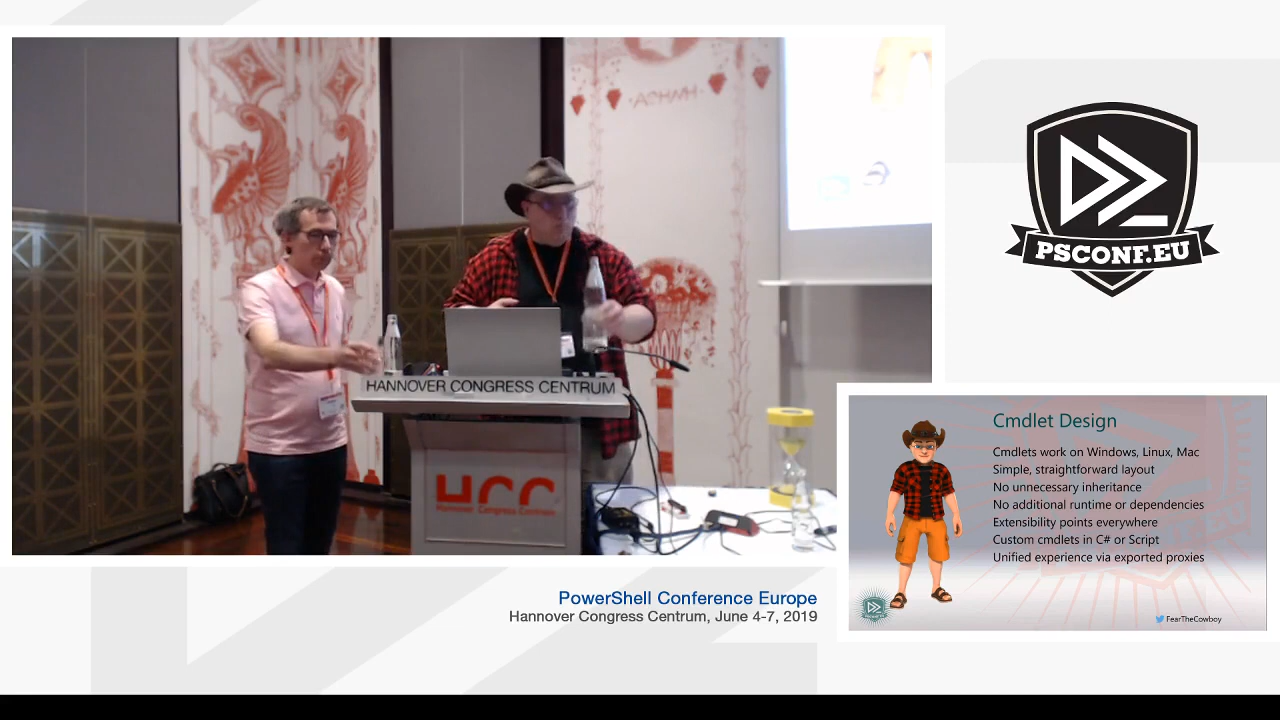 HANNOVER CONGRESS CENTRUM
HCC
Hannover Congress Centrum
PSCONF.EU
Cmdlet Design
Cmdlets work on Windows, Linux, Mac
Simple, straightforward layout
No unnecessary inheritance
No additional runtime or dependencies
Extensibility points everywhere
Custom cmdlets in C# or Script
Unified experience via exported proxies
PSCONF.EU
FearTheCowboy
PowerShell Conference Europe
Hannover Congress Centrum, June 4-7, 2019